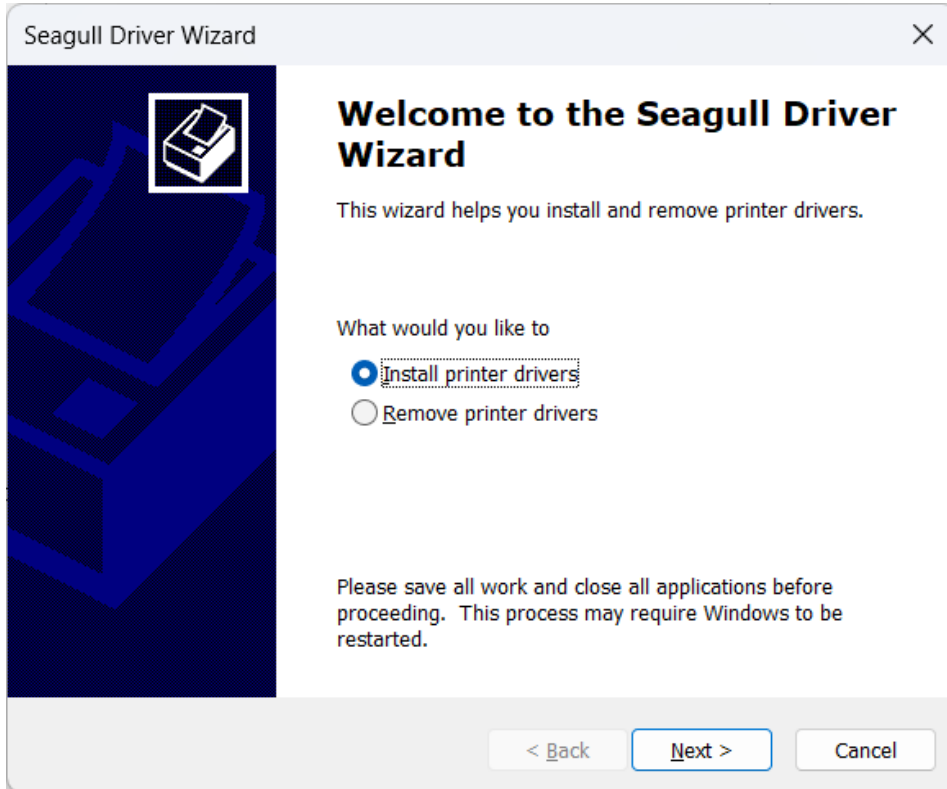 Seagull Driver Wizard
Welcome to the Seagull Driver
Wizard
This wizard helps you install and remove printer drivers.
What would you like to
Install printer drivers
Remove printer drivers
Please save all work and close all applications before
proceeding.  This process may require Windows to be
restarted.
< Back
Next >
Cancel